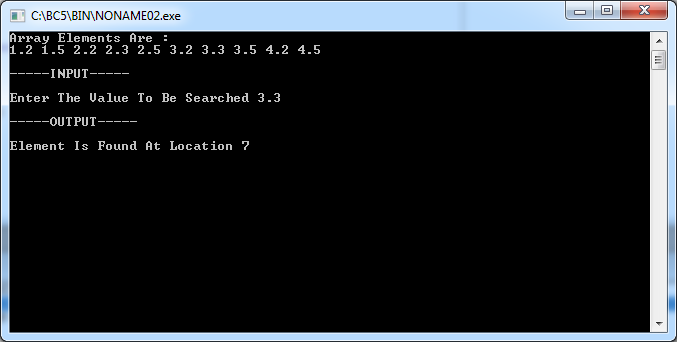 C:\BC5\BIN\NONAME02.exe
Array Elements Are :
1.2 1.5 2.2 2.3 2.5 3.2 3.3 3.5 4.2 4.5
-----INPUT-----
Enter The Value To Be Searched 3.3
-----OUTPUT-----
Element Is Found At Location 7